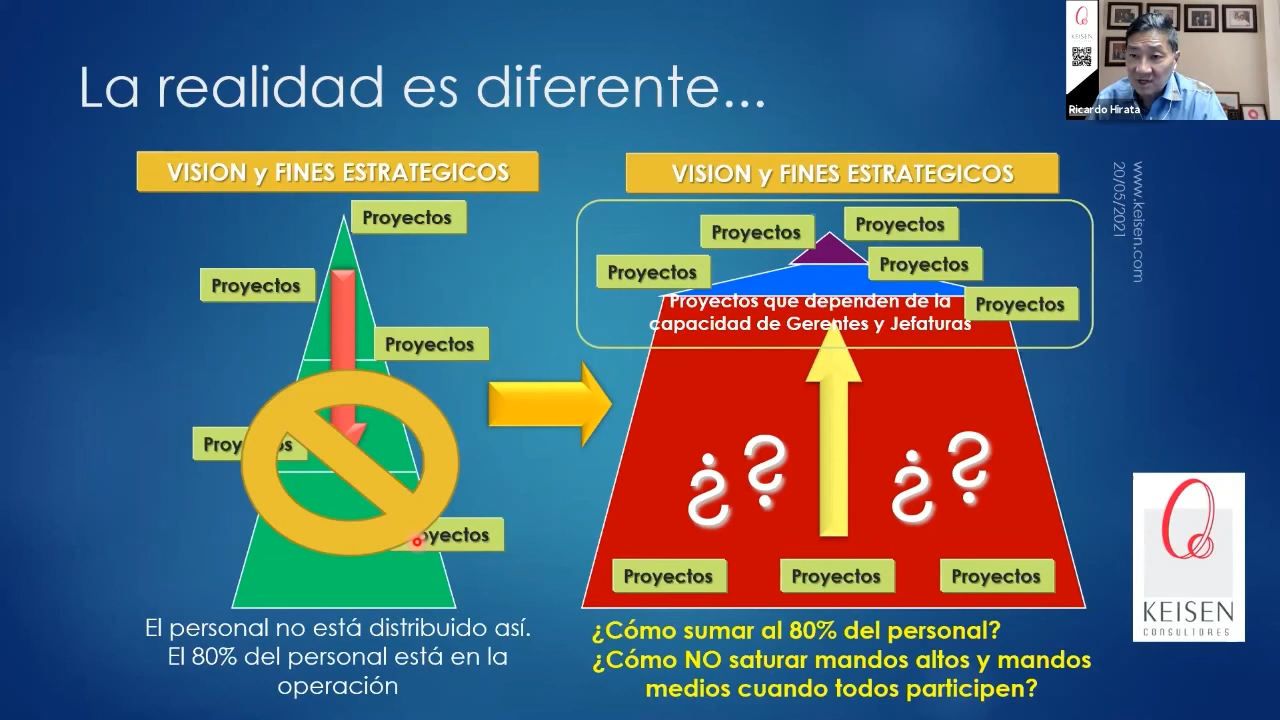 La realidad es diferente...
KEISEN
Ricardo Hirata
www.keisen.com
20/05/2021
VISION y FINES ESTRATEGICOS
Proyectos
Proyectos
Proyectos
Proyectos
oyectos
El personal no está distribuido así.
El 80% del personal está en la
operación
VISION y FINES ESTRATEGICOS
Proyectos
Proyectos
Proyectos
Proyectos
Proyectos
Proyectos que dependen de la
capacidad de Gerentes y Jefaturas
¿? ¿?
Proyectos Proyectos Proyectos
¿Cómo sumar al 80% del personal?
¿Cómo NO saturar mandos altos y mandos
medios cuando todos participen?
KEISEN
CONSULTORES